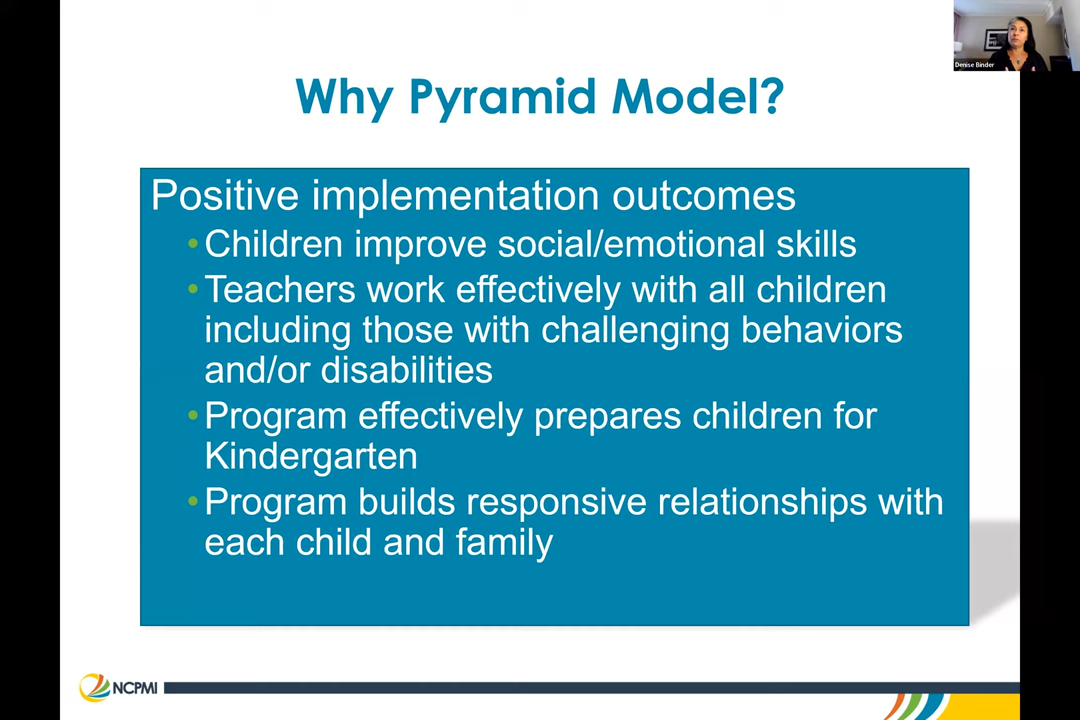 Denise Binder
Why Pyramid Model?
Positive implementation outcomes
•Children improve social/emotional skills
•Teachers work effectively with all children
including those with challenging behaviors
and/or disabilities
•Program effectively prepares children for
Kindergarten
•Program builds responsive relationships with
each child and family
NCPMI